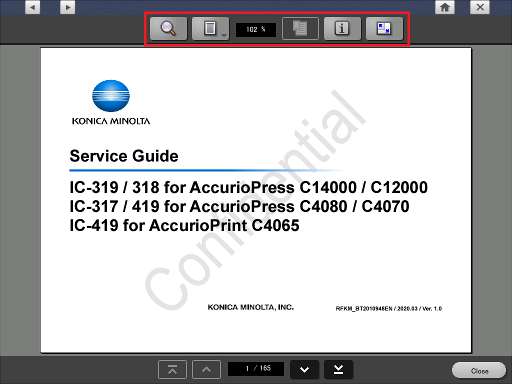 102 %
KONICA MINOLTA
Confidential
Service Guide
IC-319 / 318 for AccurioPress C14000 / C12000
IC-317 / 419 for AccurioPress C4080 / C4070
IC-419 for AccurioPrint C4065
KONICA MINOLTA, INC. RFKM_BT2010948EN / 2020.03 / Ver. 1.0
1 / 165
Close